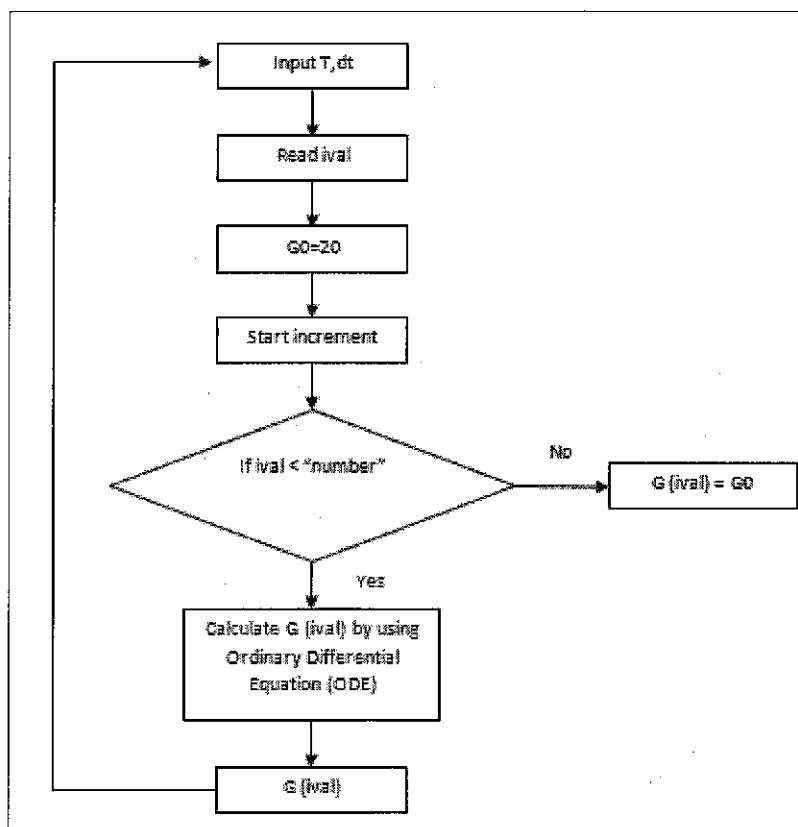 Input T, dt
Read ival
G0=20
Start increment
If ival < "number"
No
G (ival) = G0
Yes
Calculate G (ival) by using
Ordinary Differential
Equation (ODE)
G (ival)